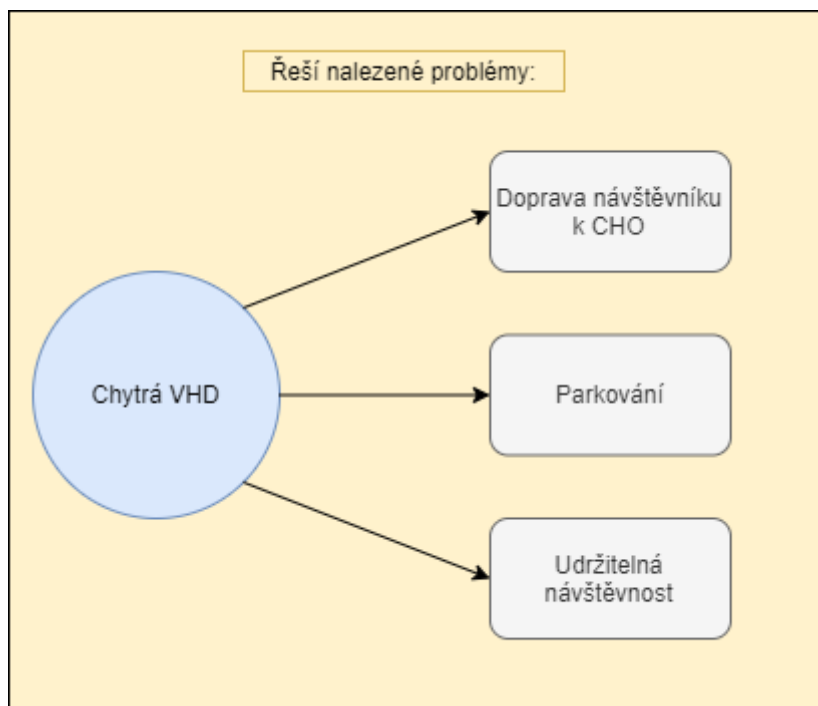 Řeší nalezené problémy:
Doprava návštěvníku
k CHO
Chytrá VHD
Parkování
Udržitelná
návštěvnost